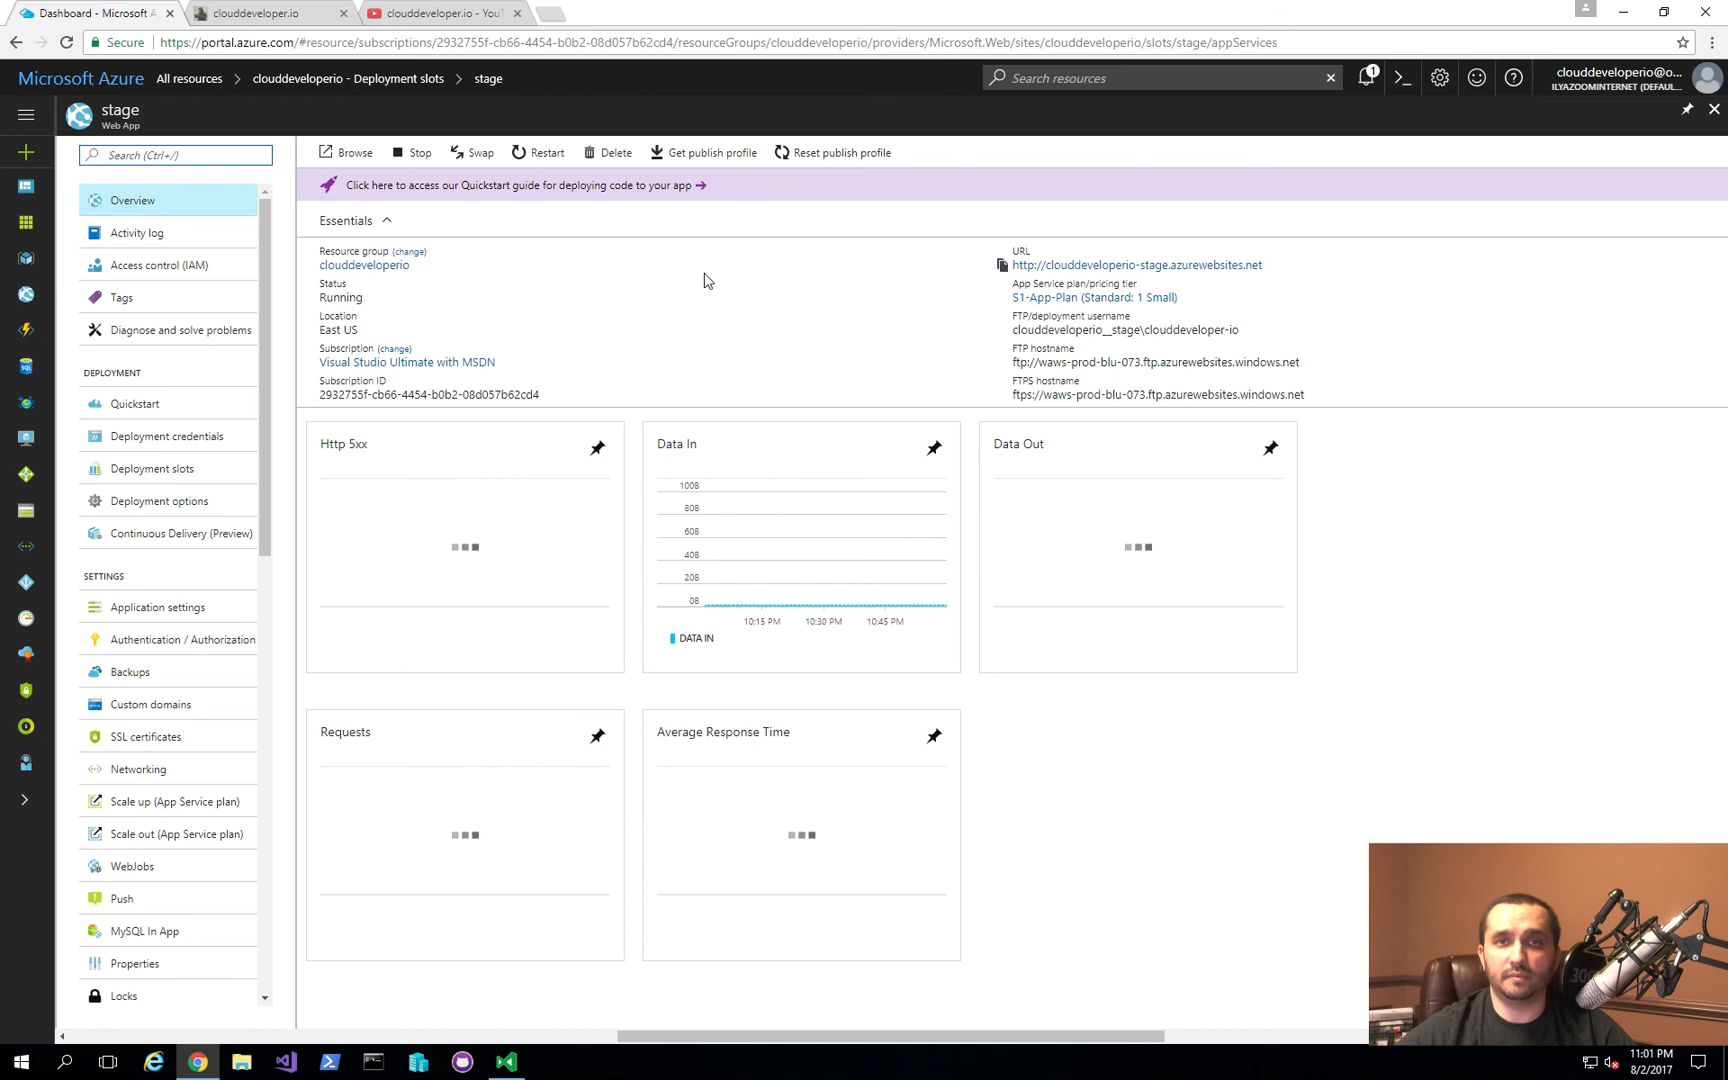 Dashboard - Microsoft A
clouddeveloper.io
clouddeveloper.io - YouT
Secure
https://portal.azure.com/#resource/subscriptions/2932755f-cb66-4454-b0b2-08d057b62cd4/resourceGroups/clouddeveloperio/providers/Microsoft.Web/sites/clouddeveloperio/slots/stage/appServices
Microsoft Azure All resources > clouddeveloperio - Deployment slots > stage
Search resources
1
clouddeveloperio@o...
ILYAZOOMINTERNET (DEFAUL...
stage
Web App
Search (Ctrl+/)
Overview
Activity log
Access control (IAM)
Tags
Diagnose and solve problems
DEPLOYMENT
Quickstart
Deployment credentials
Deployment slots
Deployment options
Continuous Delivery (Preview)
SETTINGS
Application settings
Authentication / Authorization
Backups
Custom domains
SSL certificates
Networking
Scale up (App Service plan)
Scale out (App Service plan)
WebJobs
Push
MySQL In App
Properties
Locks
Browse Stop Swap Restart Delete Get publish profile Reset publish profile
Click here to access our Quickstart guide for deploying code to your app →
Essentials
Resource group (change)
clouddeveloperio
Status
Running
Location
East US
Subscription (change)
Visual Studio Ultimate with MSDN
Subscription ID
2932755f-cb66-4454-b0b2-08d057b62cd4
URL
http://clouddeveloperio-stage.azurewebsites.net
App Service plan/pricing tier
S1-App-Plan (Standard: 1 Small)
FTP/deployment username
clouddeveloperio__stage\clouddeveloper-io
FTP hostname
ftp://waws-prod-blu-073.ftp.azurewebsites.windows.net
FTPS hostname
ftps://waws-prod-blu-073.ftp.azurewebsites.windows.net
Http 5xx
Data In
100B
80B
60B
40B
20B
0B
10:15 PM 10:30 PM 10:45 PM
DATA IN
Data Out
Requests
Average Response Time
11:01 PM
8/2/2017